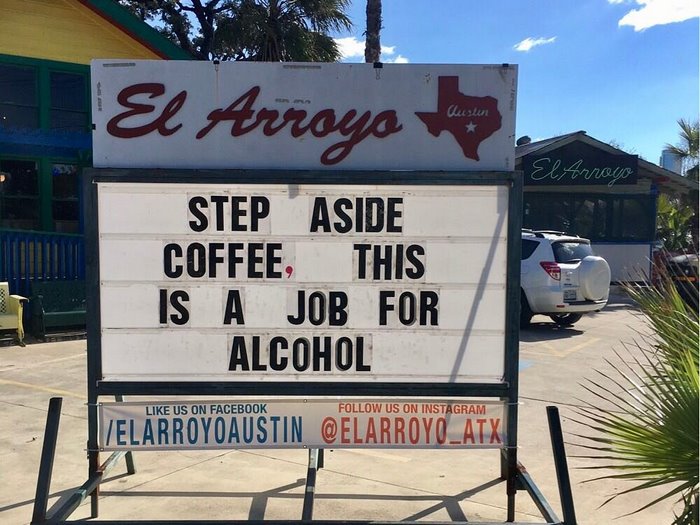 El Arroyo
Austin
El Arroyo
STEP ASIDE
COFFEE, THIS
IS A JOB FOR
ALCOHOL
LIKE US ON FACEBOOK
/ELARROYOAUSTIN
FOLLOW US ON INSTAGRAM
@ELARROYO_ATX